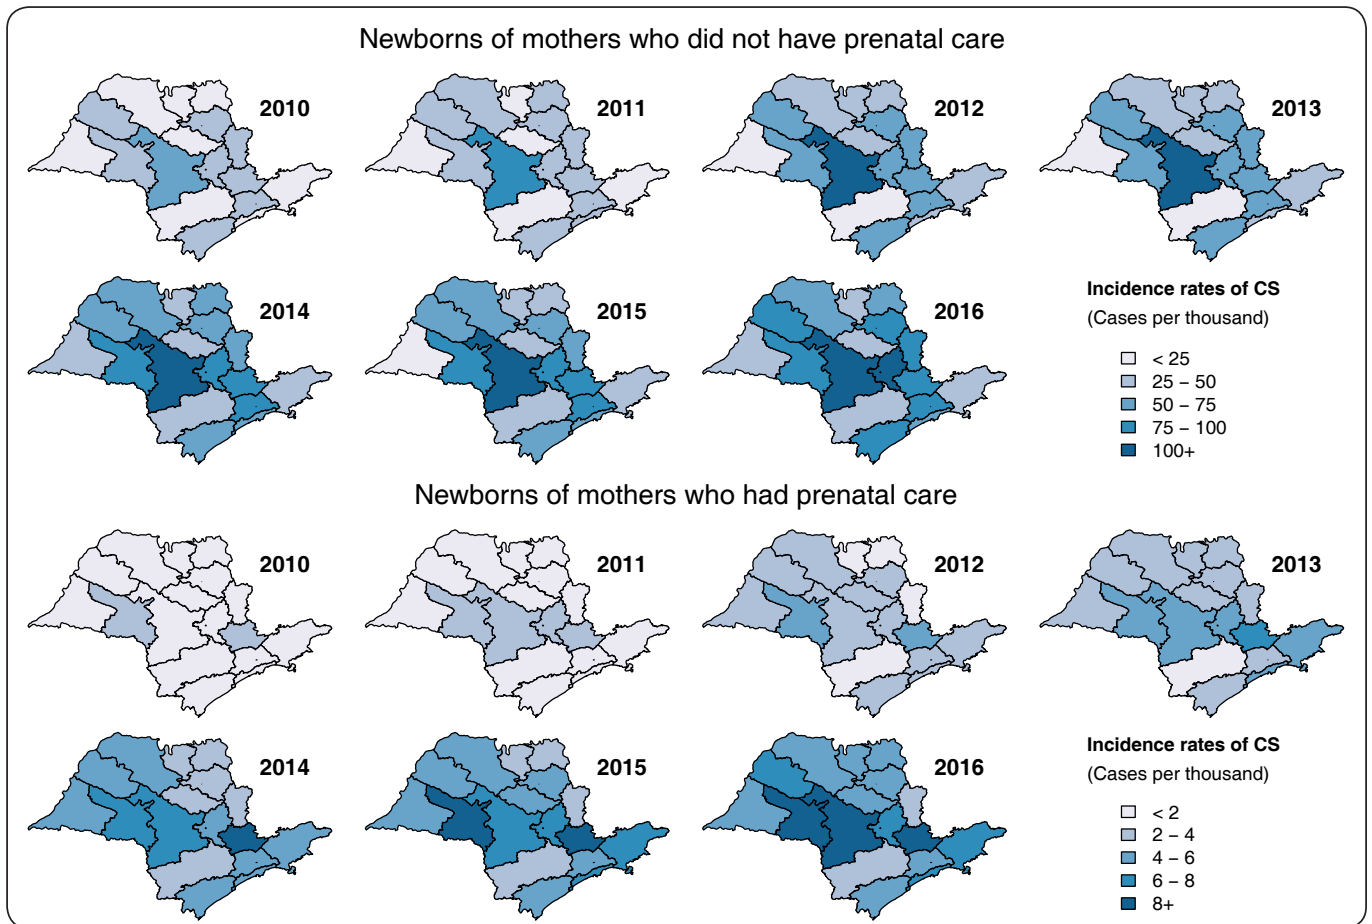 Newborns of mothers who did not have prenatal care
2010
2011
2012
2013
2014
2015
2016
Incidence rates of CS
(Cases per thousand)
< 25
25 − 50
50 − 75
75 − 100
100+
Newborns of mothers who had prenatal care
2010
2011
2012
2013
2014
2015
2016
Incidence rates of CS
(Cases per thousand)
< 2
2 − 4
4 − 6
6 − 8
8+